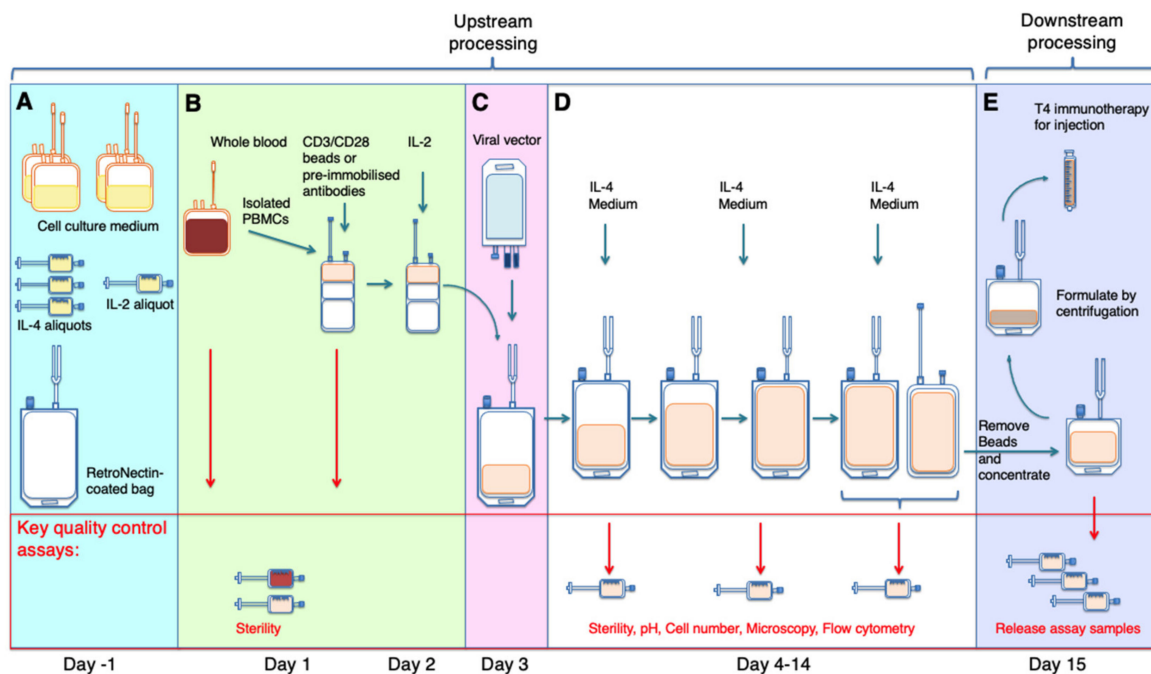 Upstream
processing
Downstream
processing
A
Cell culture medium
IL-4 aliquots
IL-2 aliquot
RetroNectin-
coated bag
B
Whole blood
Isolated
PBMCs
CD3/CD28
beads or
pre-immobilised
antibodies
IL-2
C
Viral vector
D
IL-4
Medium
IL-4
Medium
IL-4
Medium
Remove
Beads
and
concentrate
E
T4 immunotherapy
for injection
Formulate by
centrifugation
Key quality control
assays:
Sterility
Sterility, pH, Cell number, Microscopy, Flow cytometry
Release assay samples
Day -1
Day 1
Day 2
Day 3
Day 4-14
Day 15